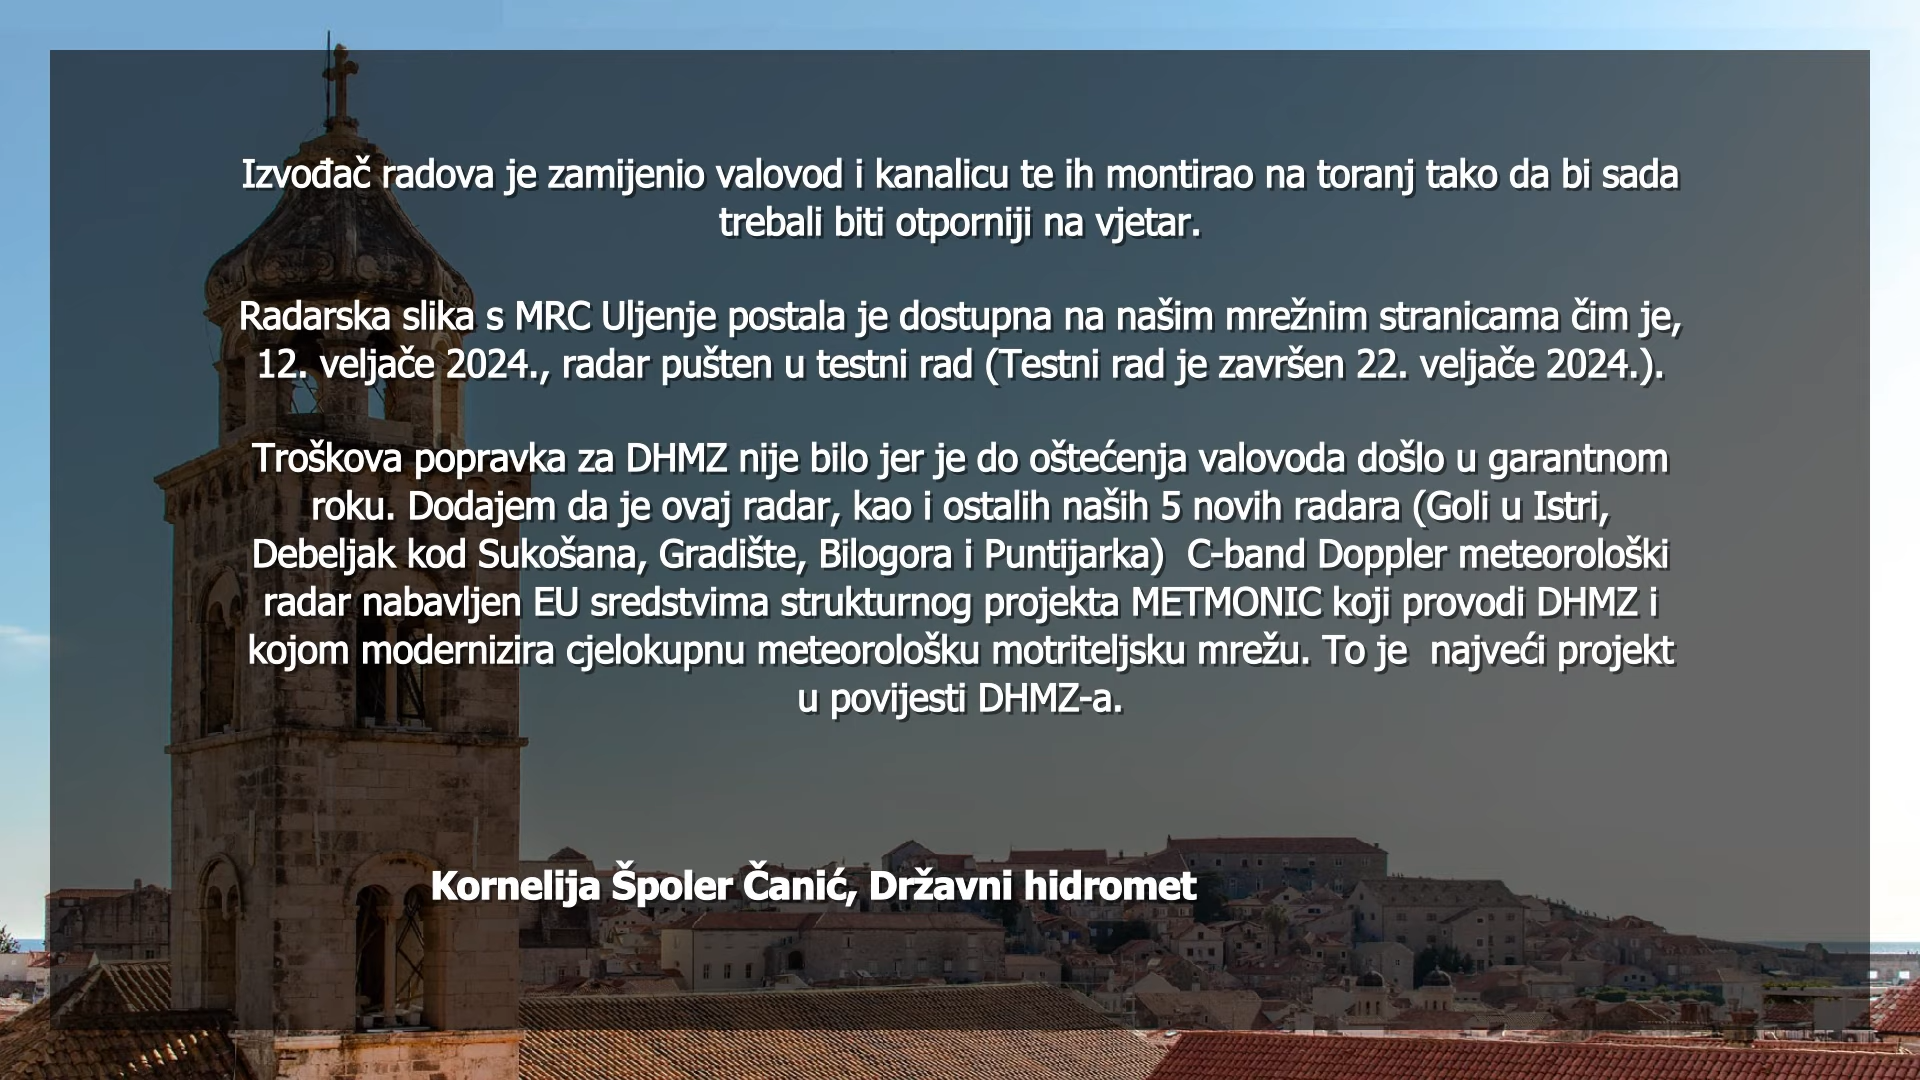 Izvođač radova je zamijenio valovod i kanalicu te ih montirao na toranj tako da bi sada
trebali biti otporniji na vjetar.
Radarska slika s MRC Uljenje postala je dostupna na našim mrežnim stranicama čim je,
12. veljače 2024., radar pušten u testni rad (Testni rad je završen 22. veljače 2024.).
Troškova popravka za DHMZ nije bilo jer je do oštećenja valovoda došlo u garantnom
roku. Dodajem da je ovaj radar, kao i ostalih naših 5 novih radara (Goli u Istri,
Debeljak kod Sukošana, Gradište, Bilogora i Puntijarka)  C-band Doppler meteorološki
radar nabavljen EU sredstvima strukturnog projekta METMONIC koji provodi DHMZ i
kojom modernizira cjelokupnu meteorološku motriteljsku mrežu. To je  najveći projekt
u povijesti DHMZ-a.
Kornelija Špoler Čanić, Državni hidromet